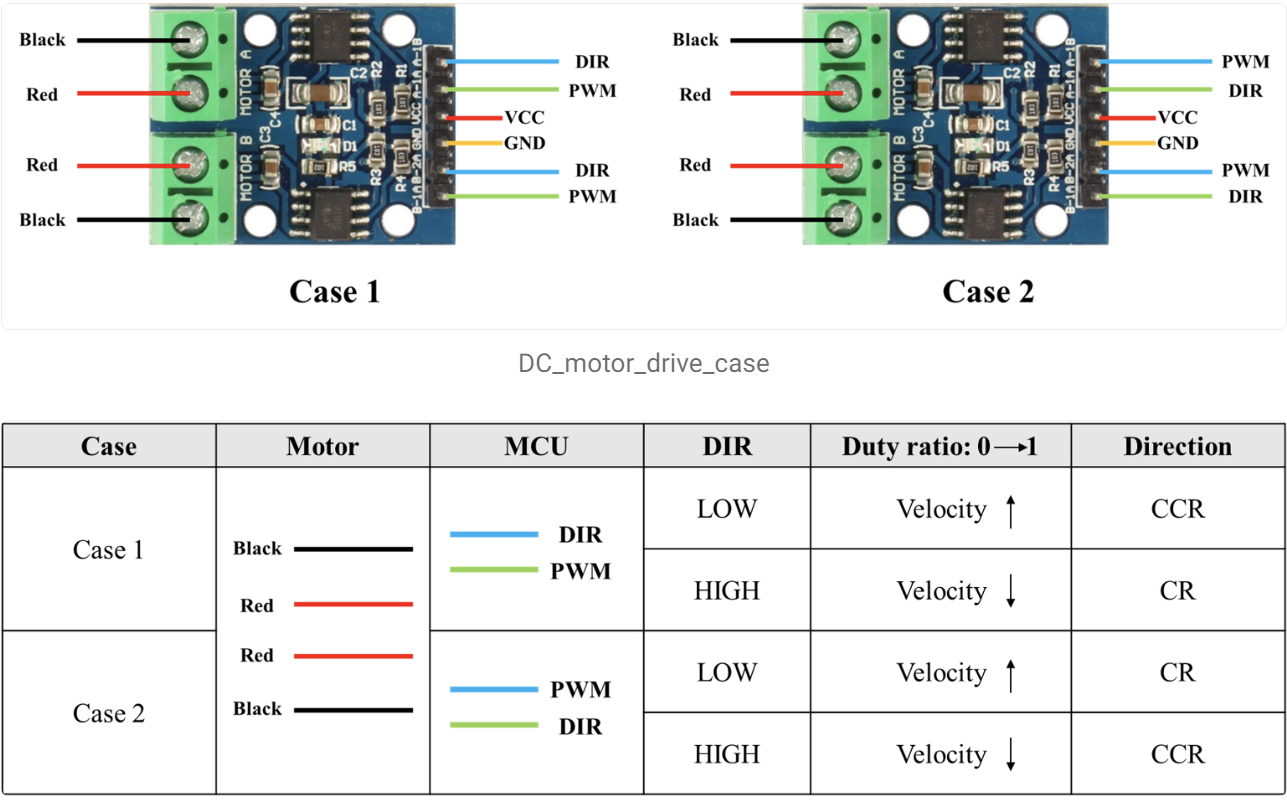 Black
Red
Red
Black
MOTOR A
MOTOR B
C2
R2
R1
C4
C3
C1
D1
R5
R3
R4
A-1B
A-1A
VCC
GND
B-2A
B-1A
DIR
PWM
VCC
GND
DIR
PWM
Case 1
Black
Red
Red
Black
MOTOR A
MOTOR B
C2
R2
R1
C4
C3
C1
D1
R5
R3
R4
A-1B
A-1A
VCC
GND
B-2A
B-1A
PWM
DIR
VCC
GND
PWM
DIR
Case 2
DC_motor_drive_case
Case Motor MCU DIR Duty ratio: 0→1 Direction
Case 1
Black
Red
Red
Black
DIR
PWM
LOW Velocity ↑ CCR
HIGH Velocity ↓ CR
Case 2
PWM
DIR
LOW Velocity ↑ CR
HIGH Velocity ↓ CCR